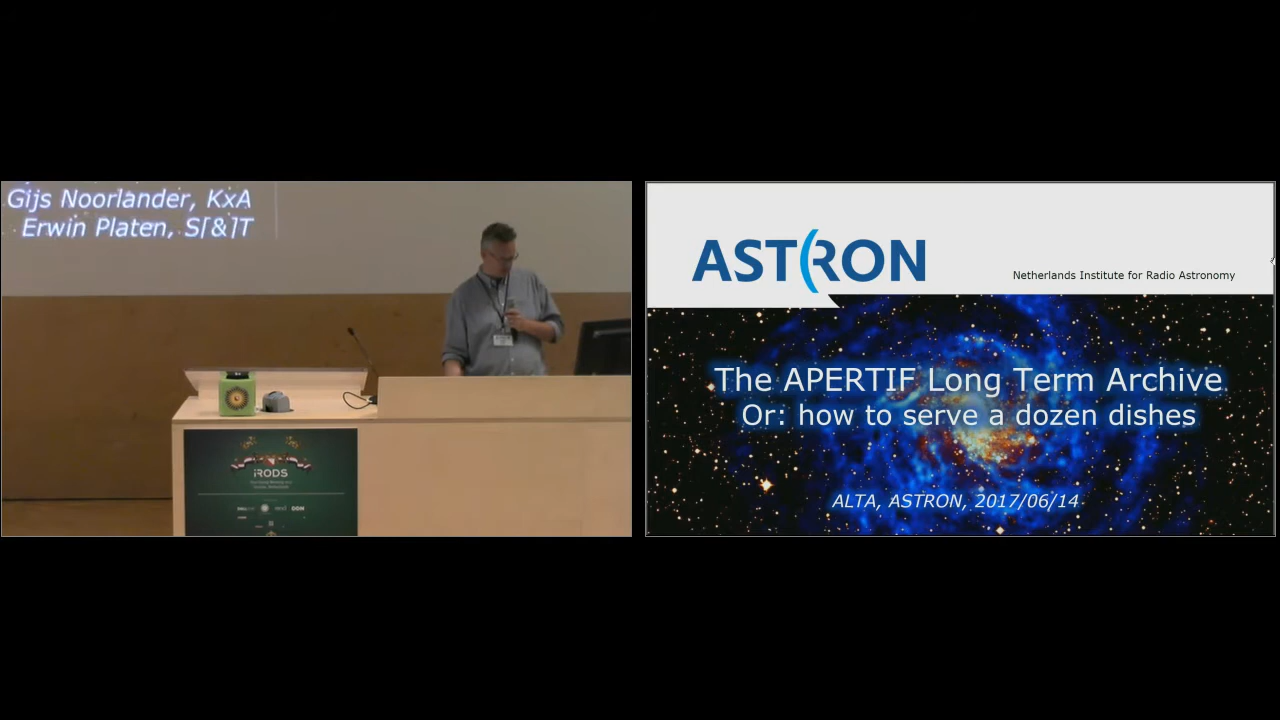 Gijs Noorlander, KxA
Erwin Platen, S[&]T
iRODS
ASTRON
Netherlands Institute for Radio Astronomy
The APERTIF Long Term Archive
Or: how to serve a dozen dishes
ALTA, ASTRON, 2017/06/14